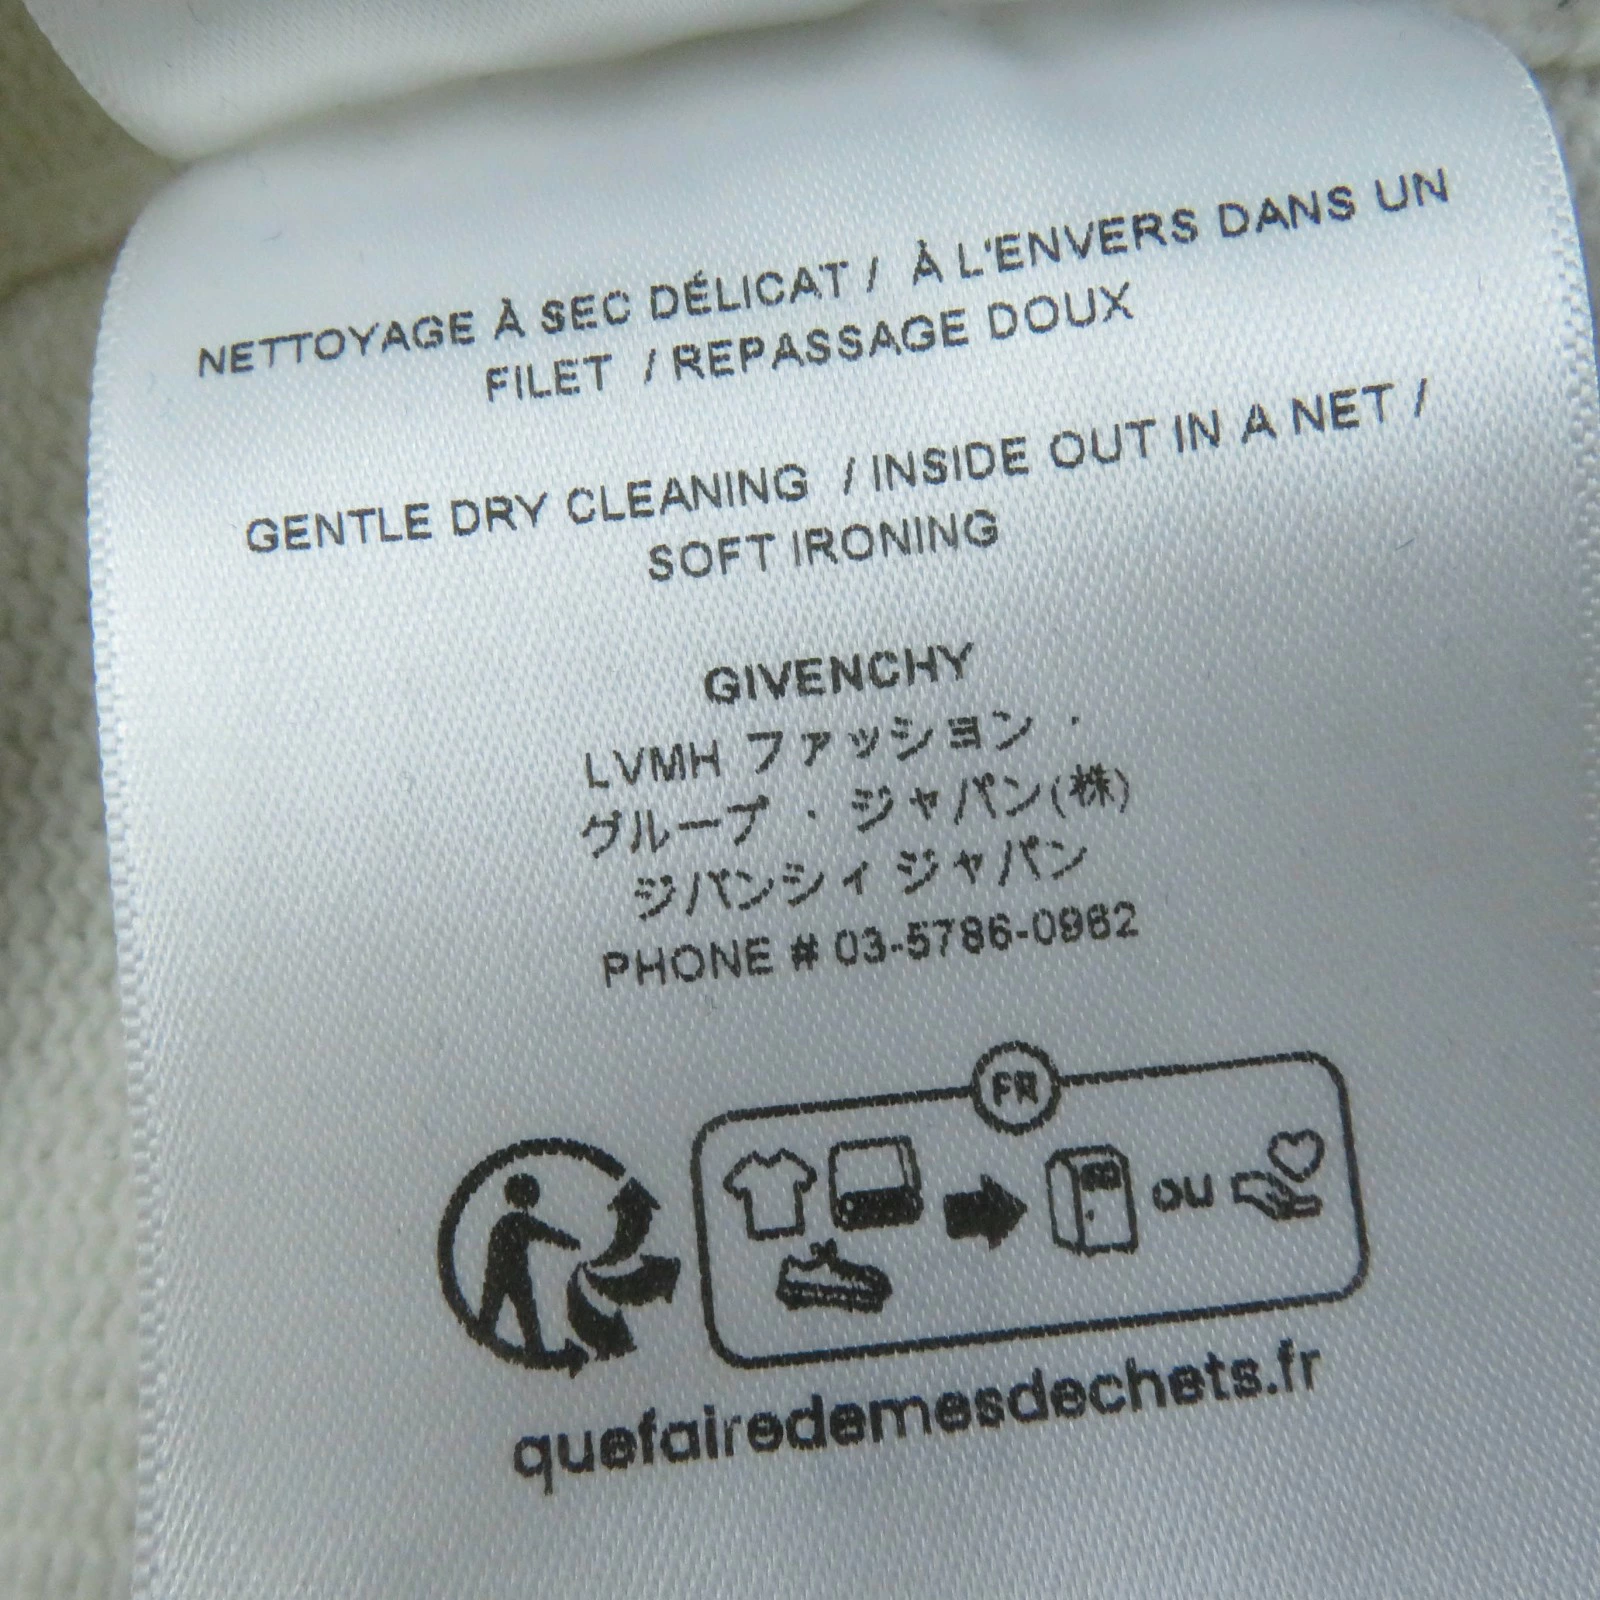 NETTOYAGE À SEC DÉLICAT / À L'ENVERS DANS UN
FILET / REPASSAGE DOUX
GENTLE DRY CLEANING / INSIDE OUT IN A NET /
SOFT IRONING
GIVENCHY
LVMH ファッション ·
グループ · ジャパン(株)
ジバンシィ ジャパン
PHONE # 03-5786-0962
FR
ou
quefairedemesdechets.fr